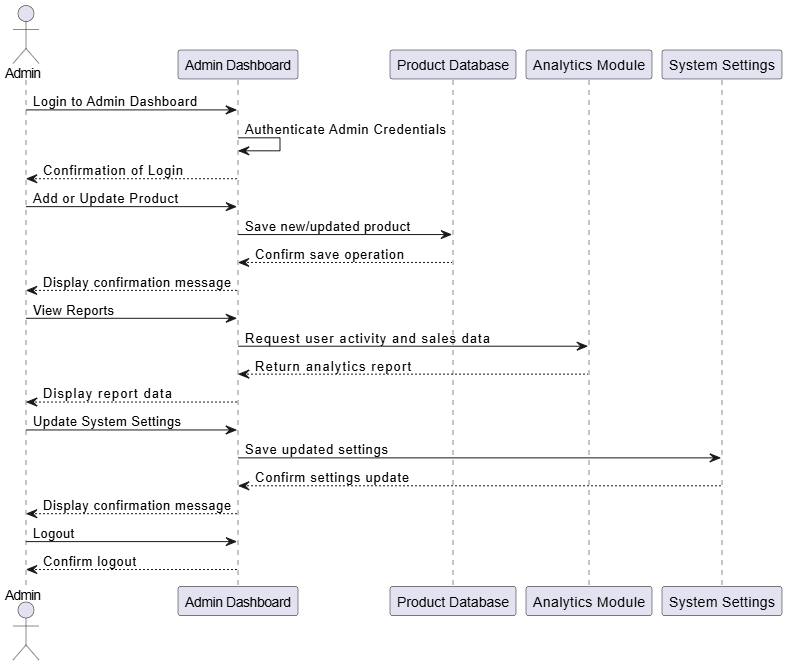 Admin
Admin Dashboard
Product Database
Analytics Module
System Settings
Login to Admin Dashboard
Authenticate Admin Credentials
Confirmation of Login
Add or Update Product
Save new/updated product
Confirm save operation
Display confirmation message
View Reports
Request user activity and sales data
Return analytics report
Display report data
Update System Settings
Save updated settings
Confirm settings update
Display confirmation message
Logout
Confirm logout
Admin
Admin Dashboard
Product Database
Analytics Module
System Settings